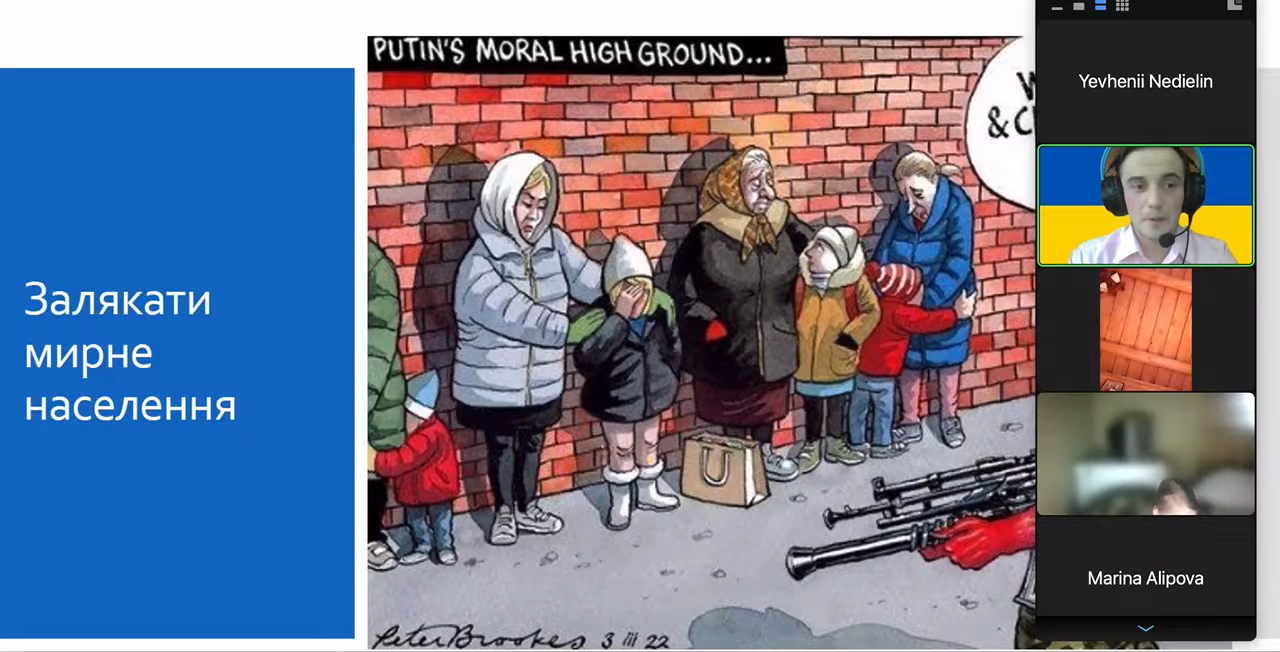 PUTIN'S MORAL HIGH GROUND...
Залякати
мирне
населення
&
Peter Brookes 3 iii 22
Yevhenii Nedielin
Marina Alipova